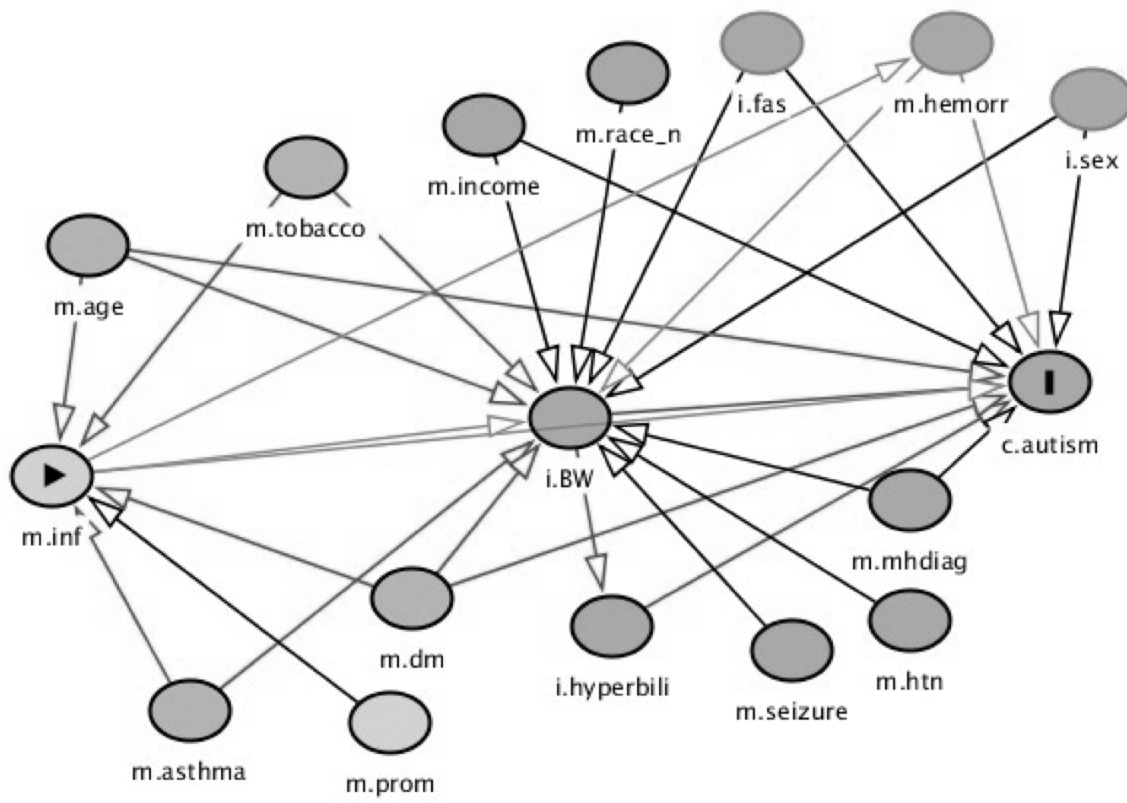 i.fas
m.hemorr
m.race_n
i.sex
m.income
m.tobacco
m.age
c.autism
i.BW
m.inf
m.mhdiag
m.dm
i.hyperbili
m.htn
m.seizure
m.asthma
m.prom